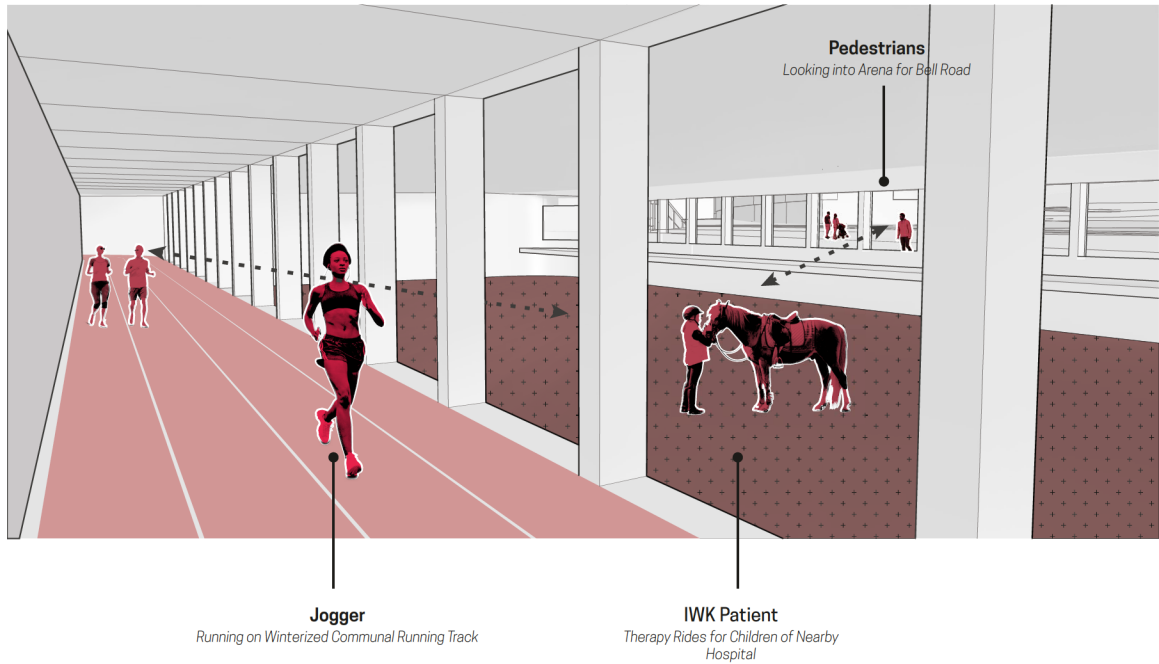 Pedestrians
Looking into Arena for Bell Road
Jogger
Running on Winterized Communal Running Track
IWK Patient
Therapy Rides for Children of Nearby
Hospital